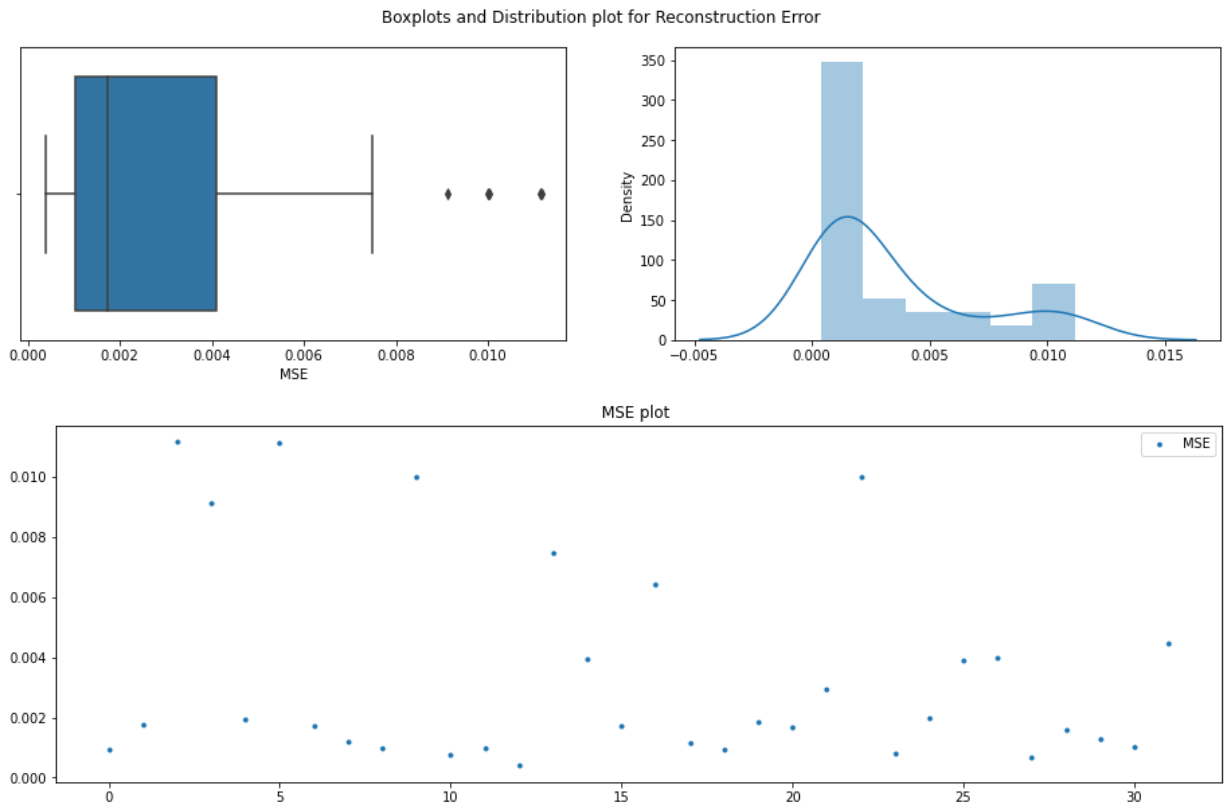 Boxplots and Distribution plot for Reconstruction Error
0.000 0.002 0.004 0.006 0.008 0.010
MSE
350
300
250
200
150
100
50
0
Density
−0.005 0.000 0.005 0.010 0.015
MSE plot
MSE
0.010
0.008
0.006
0.004
0.002
0.000
0 5 10 15 20 25 30